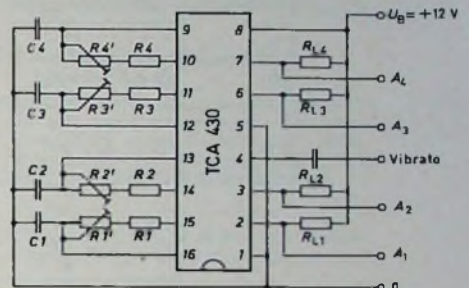 U_B = +12 V
C4
R4' R4
9 8
R_L4
10 7
A_4
C3
R3' R3
11 6
R_L3
12 5
A_3
TCA 430
13 4
Vibrato
C2
R2' R2
R_L2
14 3
A_2
C1
R1' R1
15 2
R_L1
16 1
A_1
0